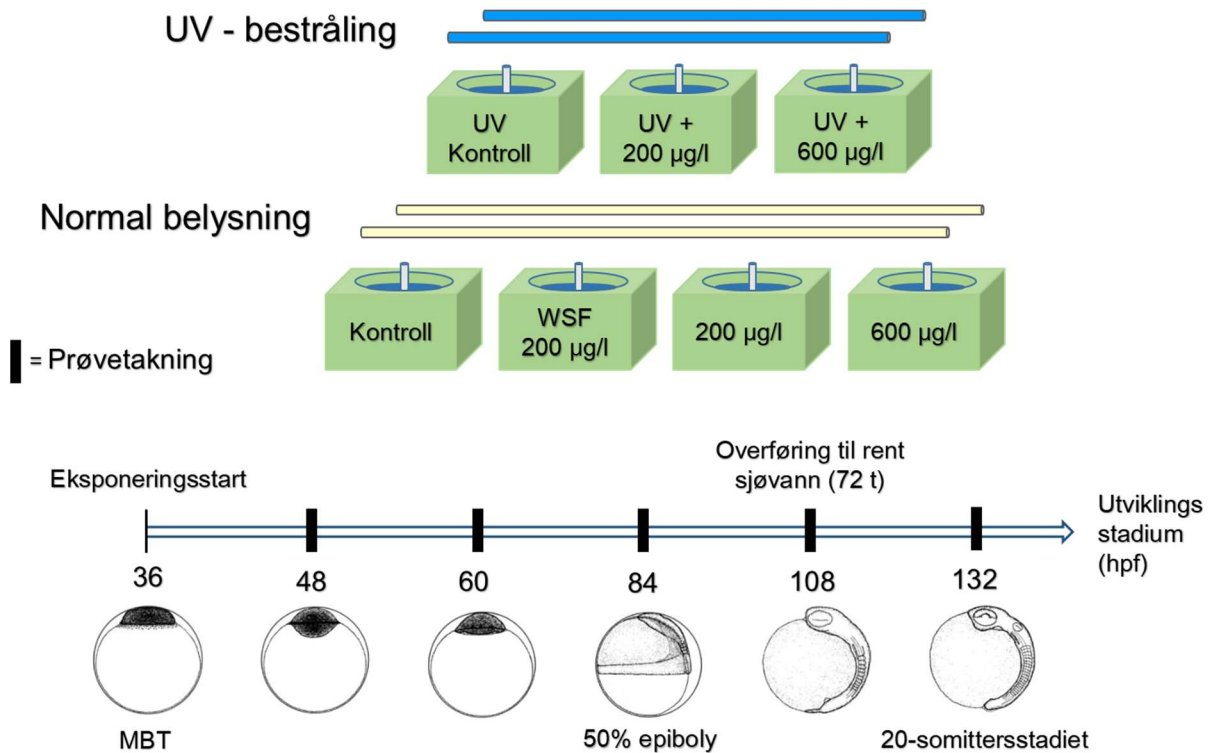 UV - bestråling
UV
Kontroll
UV +
200 µg/l
UV +
600 µg/l
Normal belysning
Kontroll
WSF
200 µg/l
200 µg/l
600 µg/l
= Prøvetakning
Eksponeringsstart
Overføring til rent
sjøvann (72 t)
Utviklings
stadium
(hpf)
36
48
60
84
108
132
MBT
50% epiboly
20-somittersstadiet